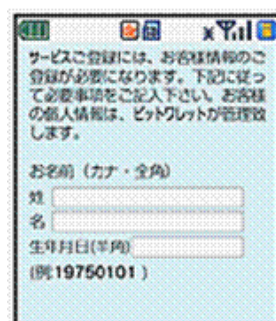 サービスご登録には、お客様情報のご
登録が必要になります。下記に従っ
て必要事項をご記入下さい。お客様
の個人情報は、ビットワレットが管理致
します。
お名前（カナ・全角）
姓
名
生年月日(半角)
(例:19750101 )